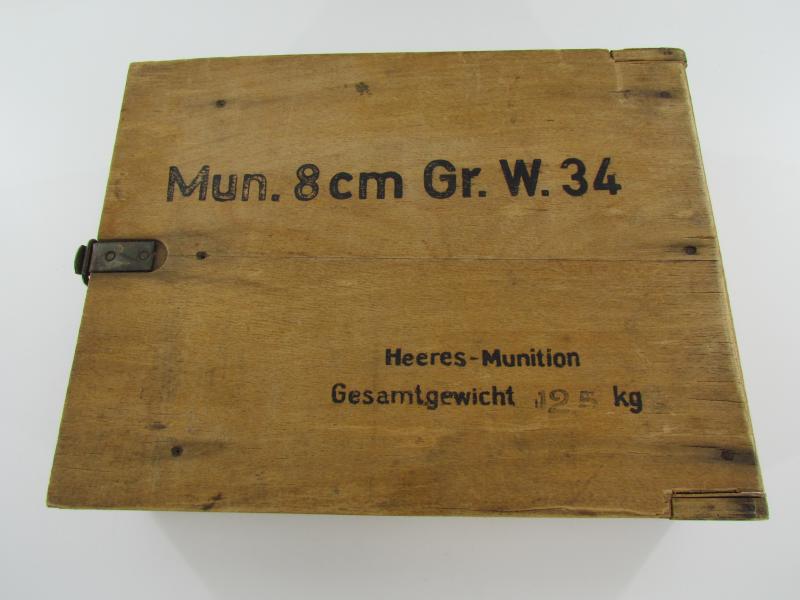 Mun. 8 cm Gr. W. 34
Heeres-Munition
Gesamtgewicht 12 5 kg